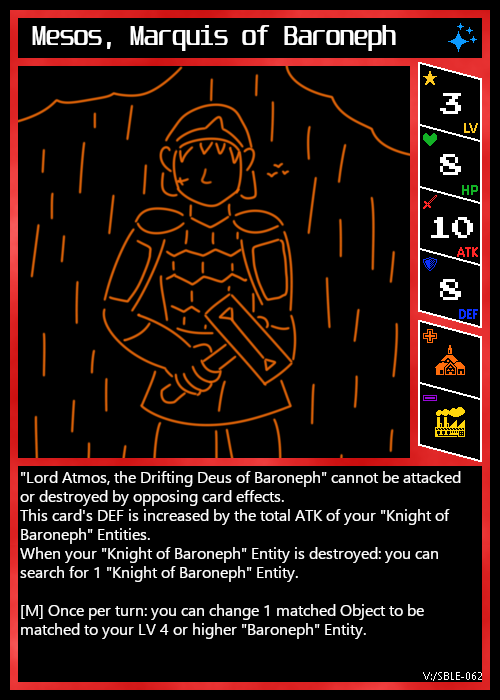 Mesos, Marquis of Baroneph
3
LV
8
HP
10
ATK
8
DEF
"Lord Atmos, the Drifting Deus of Baroneph" cannot be attacked
or destroyed by opposing card effects.
This card's DEF is increased by the total ATK of your "Knight of
Baroneph" Entities.
When your "Knight of Baroneph" Entity is destroyed: you can
search for 1 "Knight of Baroneph" Entity.
[M] Once per turn: you can change 1 matched Object to be
matched to your LV 4 or higher "Baroneph" Entity.
V:/SBLE-062